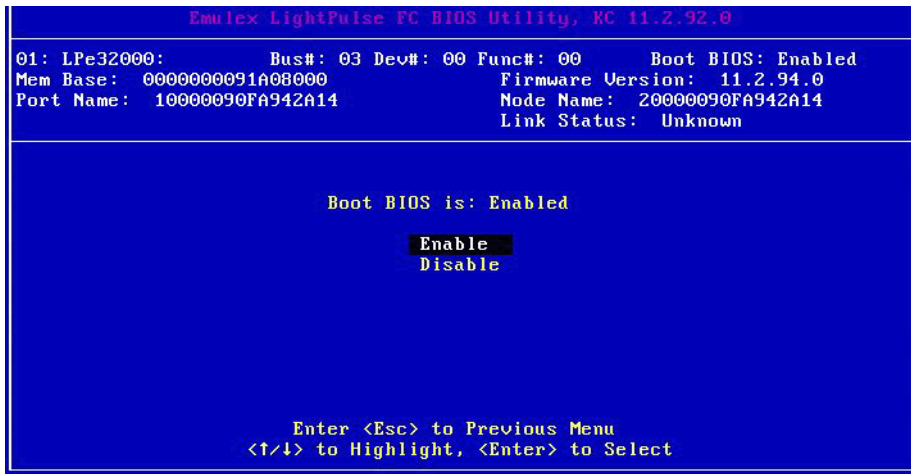 Emulex LightPulse FC BIOS Utility, KC 11.2.92.0
01: LPe32000: Bus#: 03 Dev#: 00 Func#: 00 Boot BIOS: Enabled
Mem Base: 0000000091A08000 Firmware Version: 11.2.94.0
Port Name: 10000090FA942A14 Node Name: 20000090FA942A14
Link Status: Unknown
Boot BIOS is: Enabled
Enable
Disable
Enter <Esc> to Previous Menu
<↑/↓> to Highlight, <Enter> to Select